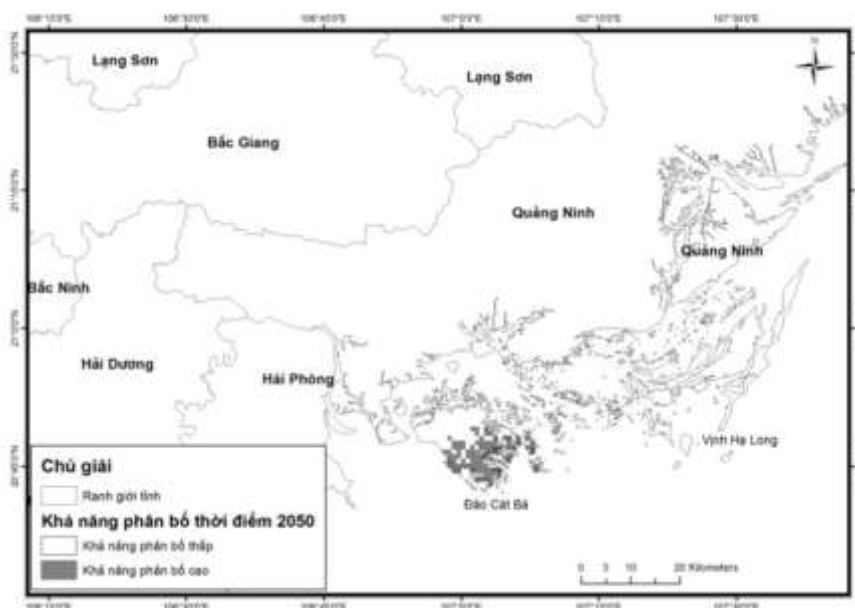 Lạng Sơn
Lạng Sơn
Bắc Giang
Quảng Ninh
Quảng Ninh
Bắc Ninh
Hải Dương
Hải Phòng
Vịnh Hạ Long
Đảo Cát Bà
Chú giải
Ranh giới tỉnh
Khả năng phân bố thời điểm 2050
Khả năng phân bố thấp
Khả năng phân bố cao
0 5 10 20 Kilometers